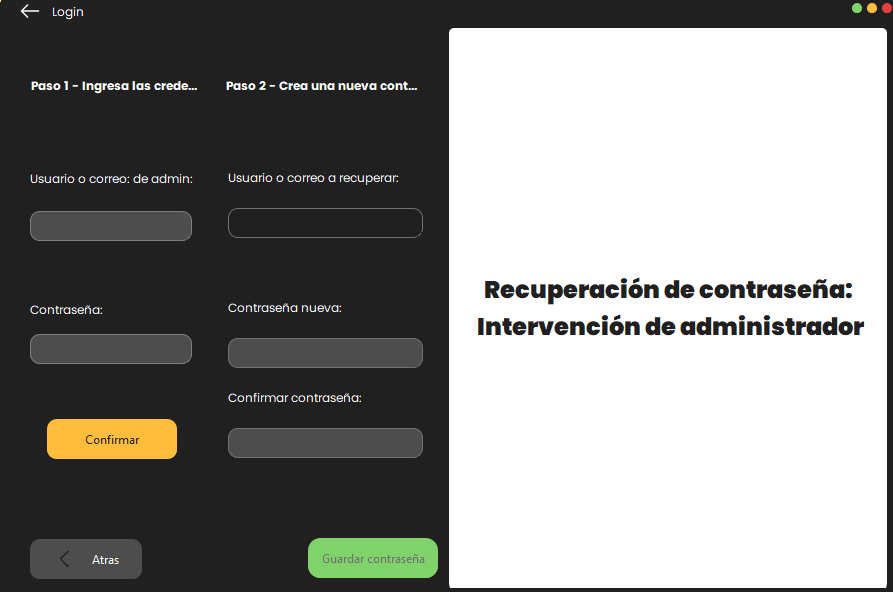 Login
Paso 1 - Ingresa las crede...
Paso 2 - Crea una nueva cont...
Usuario o correo: de admin:
Usuario o correo a recuperar:
Contraseña:
Contraseña nueva:
Confirmar contraseña:
Confirmar
Atras
Guardar contraseña
Recuperación de contraseña:
Intervención de administrador